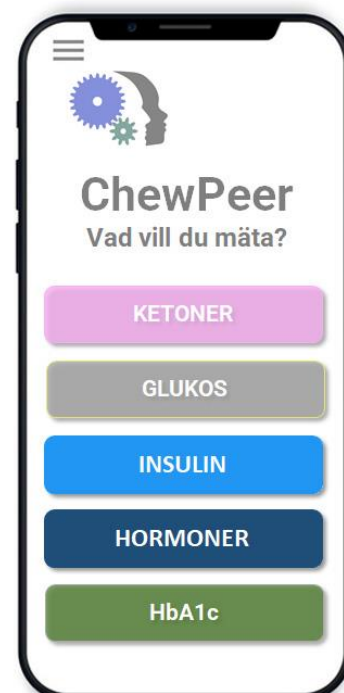 ChewPeer
Vad vill du mäta?
KETONER
GLUKOS
INSULIN
HORMONER
HbA1c